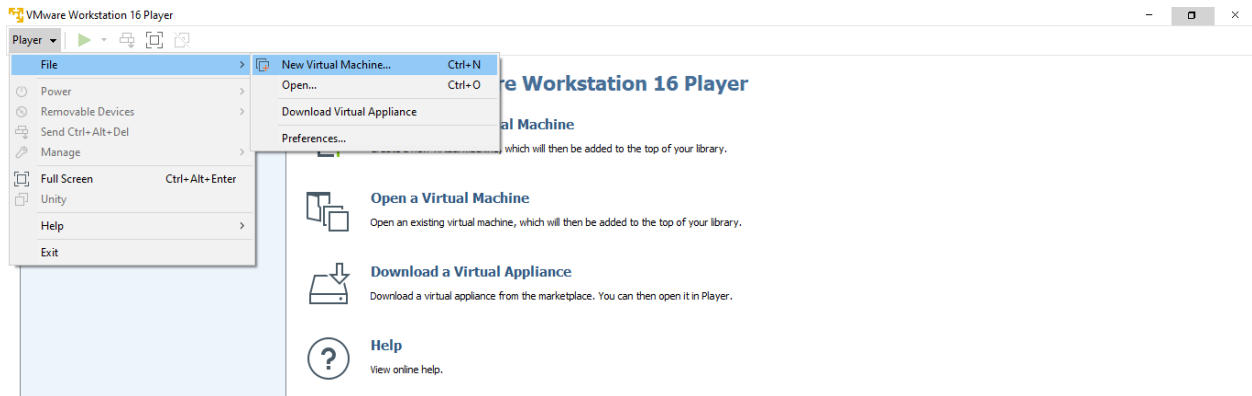 VMware Workstation 16 Player
Player
File
New Virtual Machine... Ctrl+N
Open... Ctrl+O
Download Virtual Appliance
Preferences...
Power
Removable Devices
Send Ctrl+Alt+Del
Manage
Full Screen Ctrl+Alt+Enter
Unity
Help
Exit
Workstation 16 Player
Machine
which will then be added to the top of your library.
Open a Virtual Machine
Open an existing virtual machine, which will then be added to the top of your library.
Download a Virtual Appliance
Download a virtual appliance from the marketplace. You can then open it in Player.
Help
View online help.